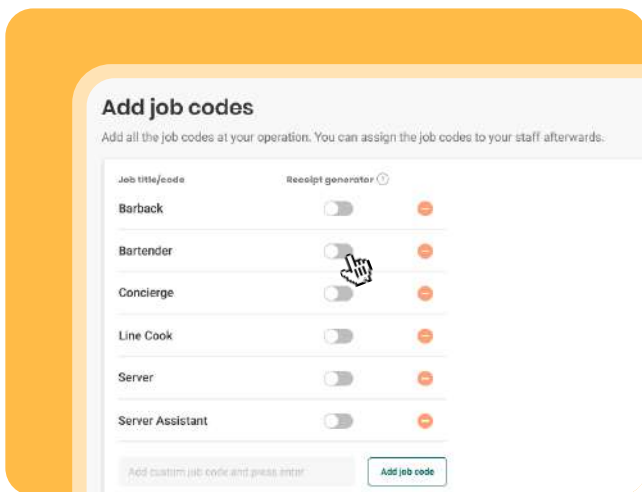 Add job codes
Add all the job codes at your operation. You can assign the job codes to your staff afterwards.
Job title/code Receipt generator ?
Barback
Bartender
Concierge
Line Cook
Server
Server Assistant
Add custom job code and press enter Add job code